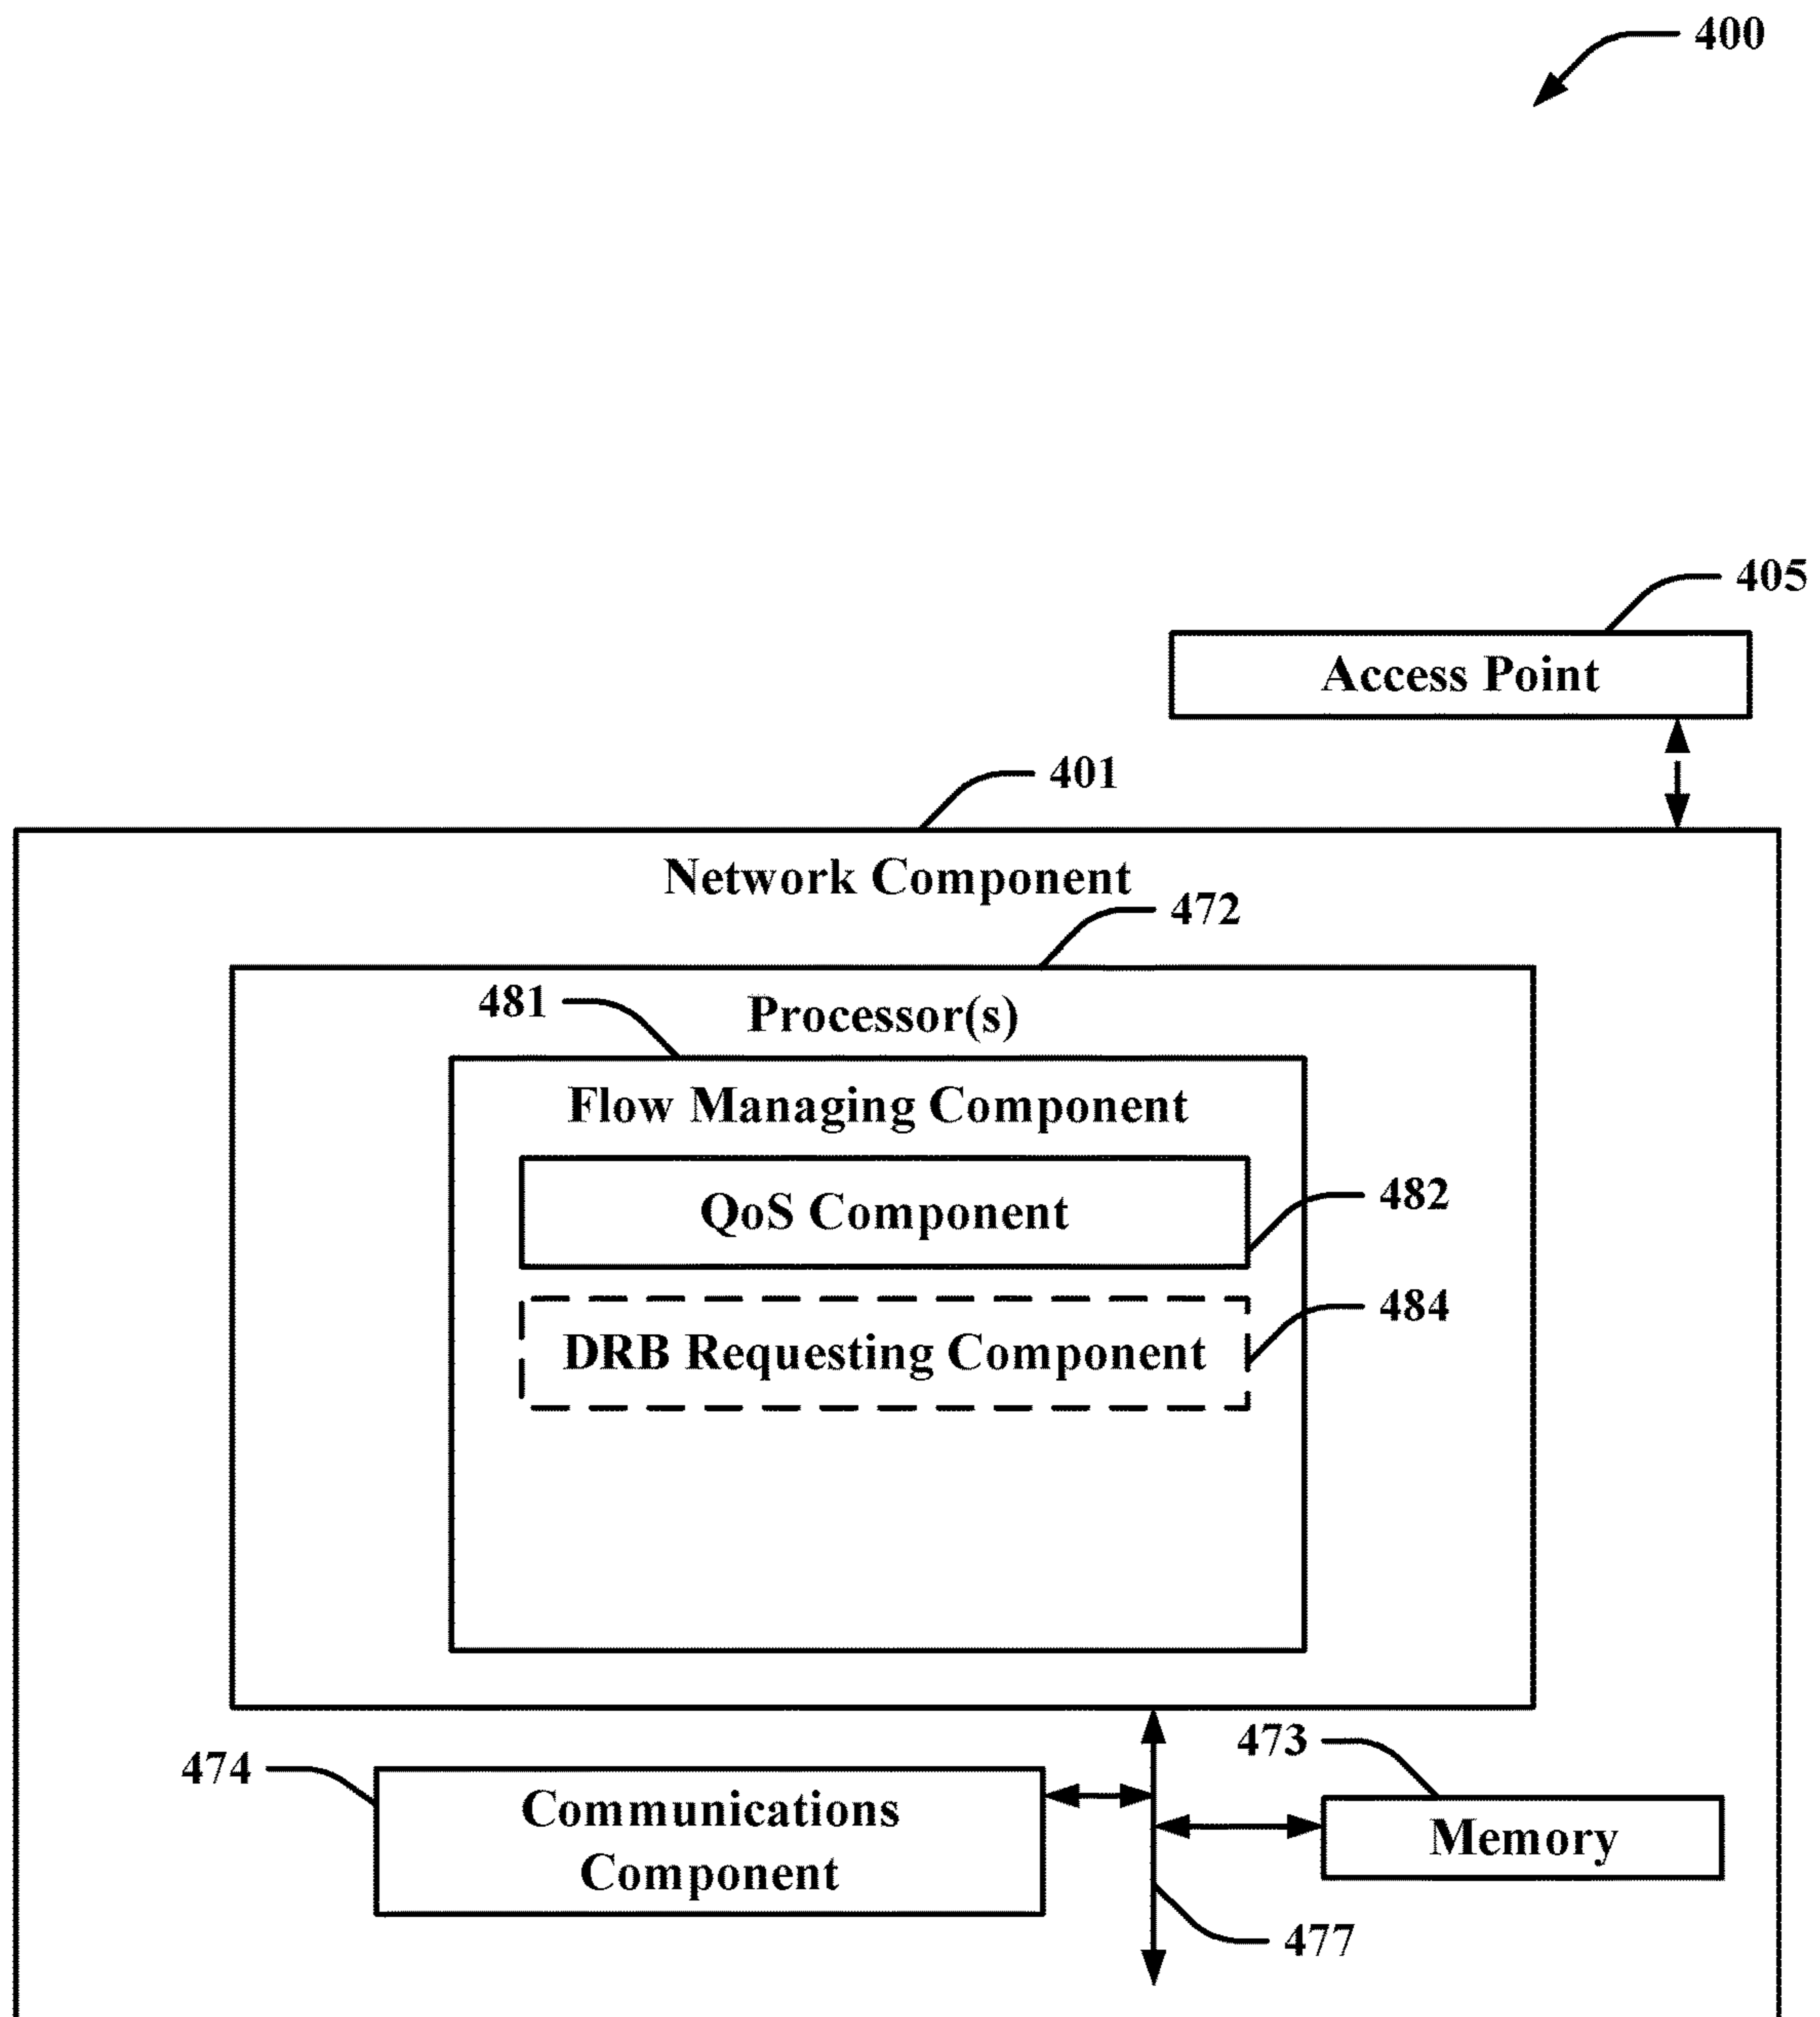 400
405
Access Point
401
Network Component
472
481
Processor(s)
Flow Managing Component
QoS Component
482
484
DRB Requesting Component
473
474
Communications
Component
Memory
477